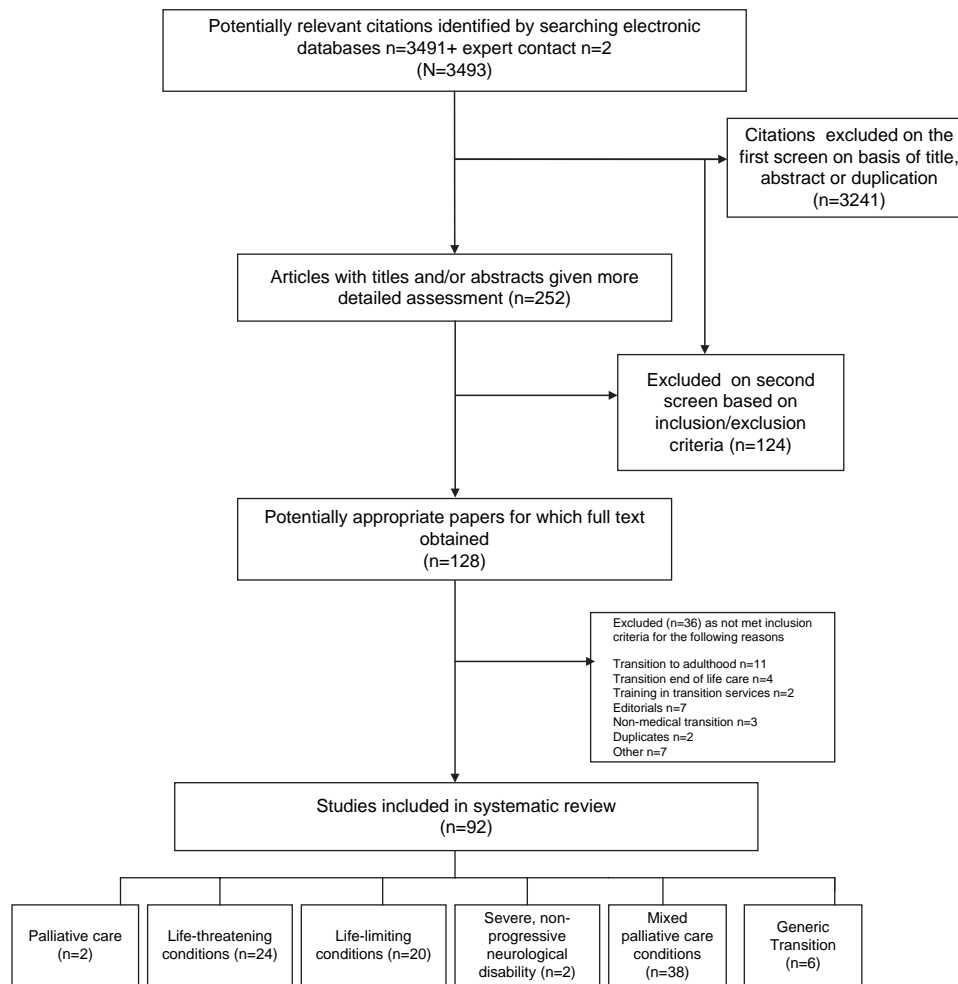 Potentially relevant citations identified by searching electronic
databases n=3491+ expert contact n=2
(N=3493)
Citations excluded on the
first screen on basis of title,
abstract or duplication
(n=3241)
Articles with titles and/or abstracts given more
detailed assessment (n=252)
Excluded on second
screen based on
inclusion/exclusion
criteria (n=124)
Potentially appropriate papers for which full text
obtained
(n=128)
Excluded (n=36) as not met inclusion
criteria for the following reasons
Transition to adulthood n=11
Transition end of life care n=4
Training in transition services n=2
Editorials n=7
Non-medical transition n=3
Duplicates n=2
Other n=7
Studies included in systematic review
(n=92)
Palliative care
(n=2)
Life-threatening
conditions (n=24)
Life-limiting
conditions (n=20)
Severe, non-
progressive
neurological
disability (n=2)
Mixed
palliative care
conditions
(n=38)
Generic
Transition
(n=6)